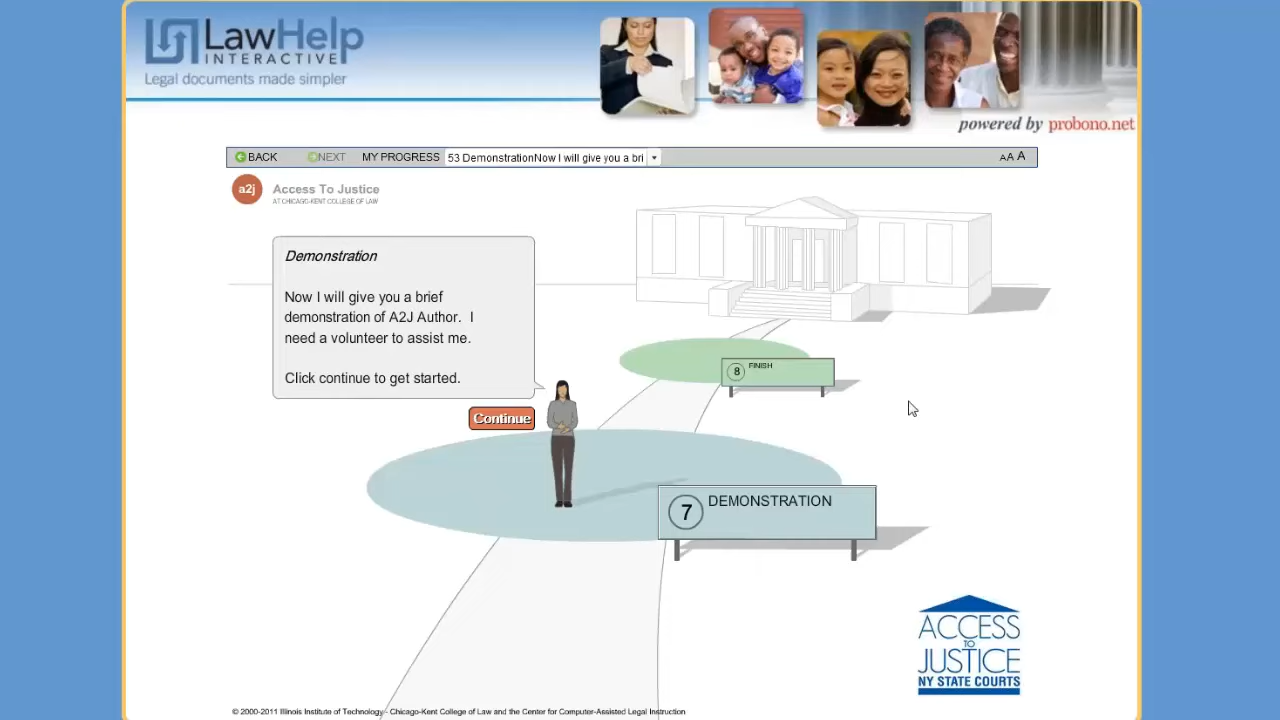 LawHelp
INTERACTIVE
Legal documents made simpler
powered by probono.net
BACK NEXT MY PROGRESS 53 DemonstrationNow I will give you a bri AAA
a2j Access To Justice
AT CHICAGO-KENT COLLEGE OF LAW
Demonstration
Now I will give you a brief
demonstration of A2J Author. I
need a volunteer to assist me.
Click continue to get started.
Continue
8 FINISH
7 DEMONSTRATION
ACCESS
TO
JUSTICE
NY STATE COURTS
© 2000-2011 Illinois Institute of Technology - Chicago-Kent College of Law and the Center for Computer-Assisted Legal Instruction